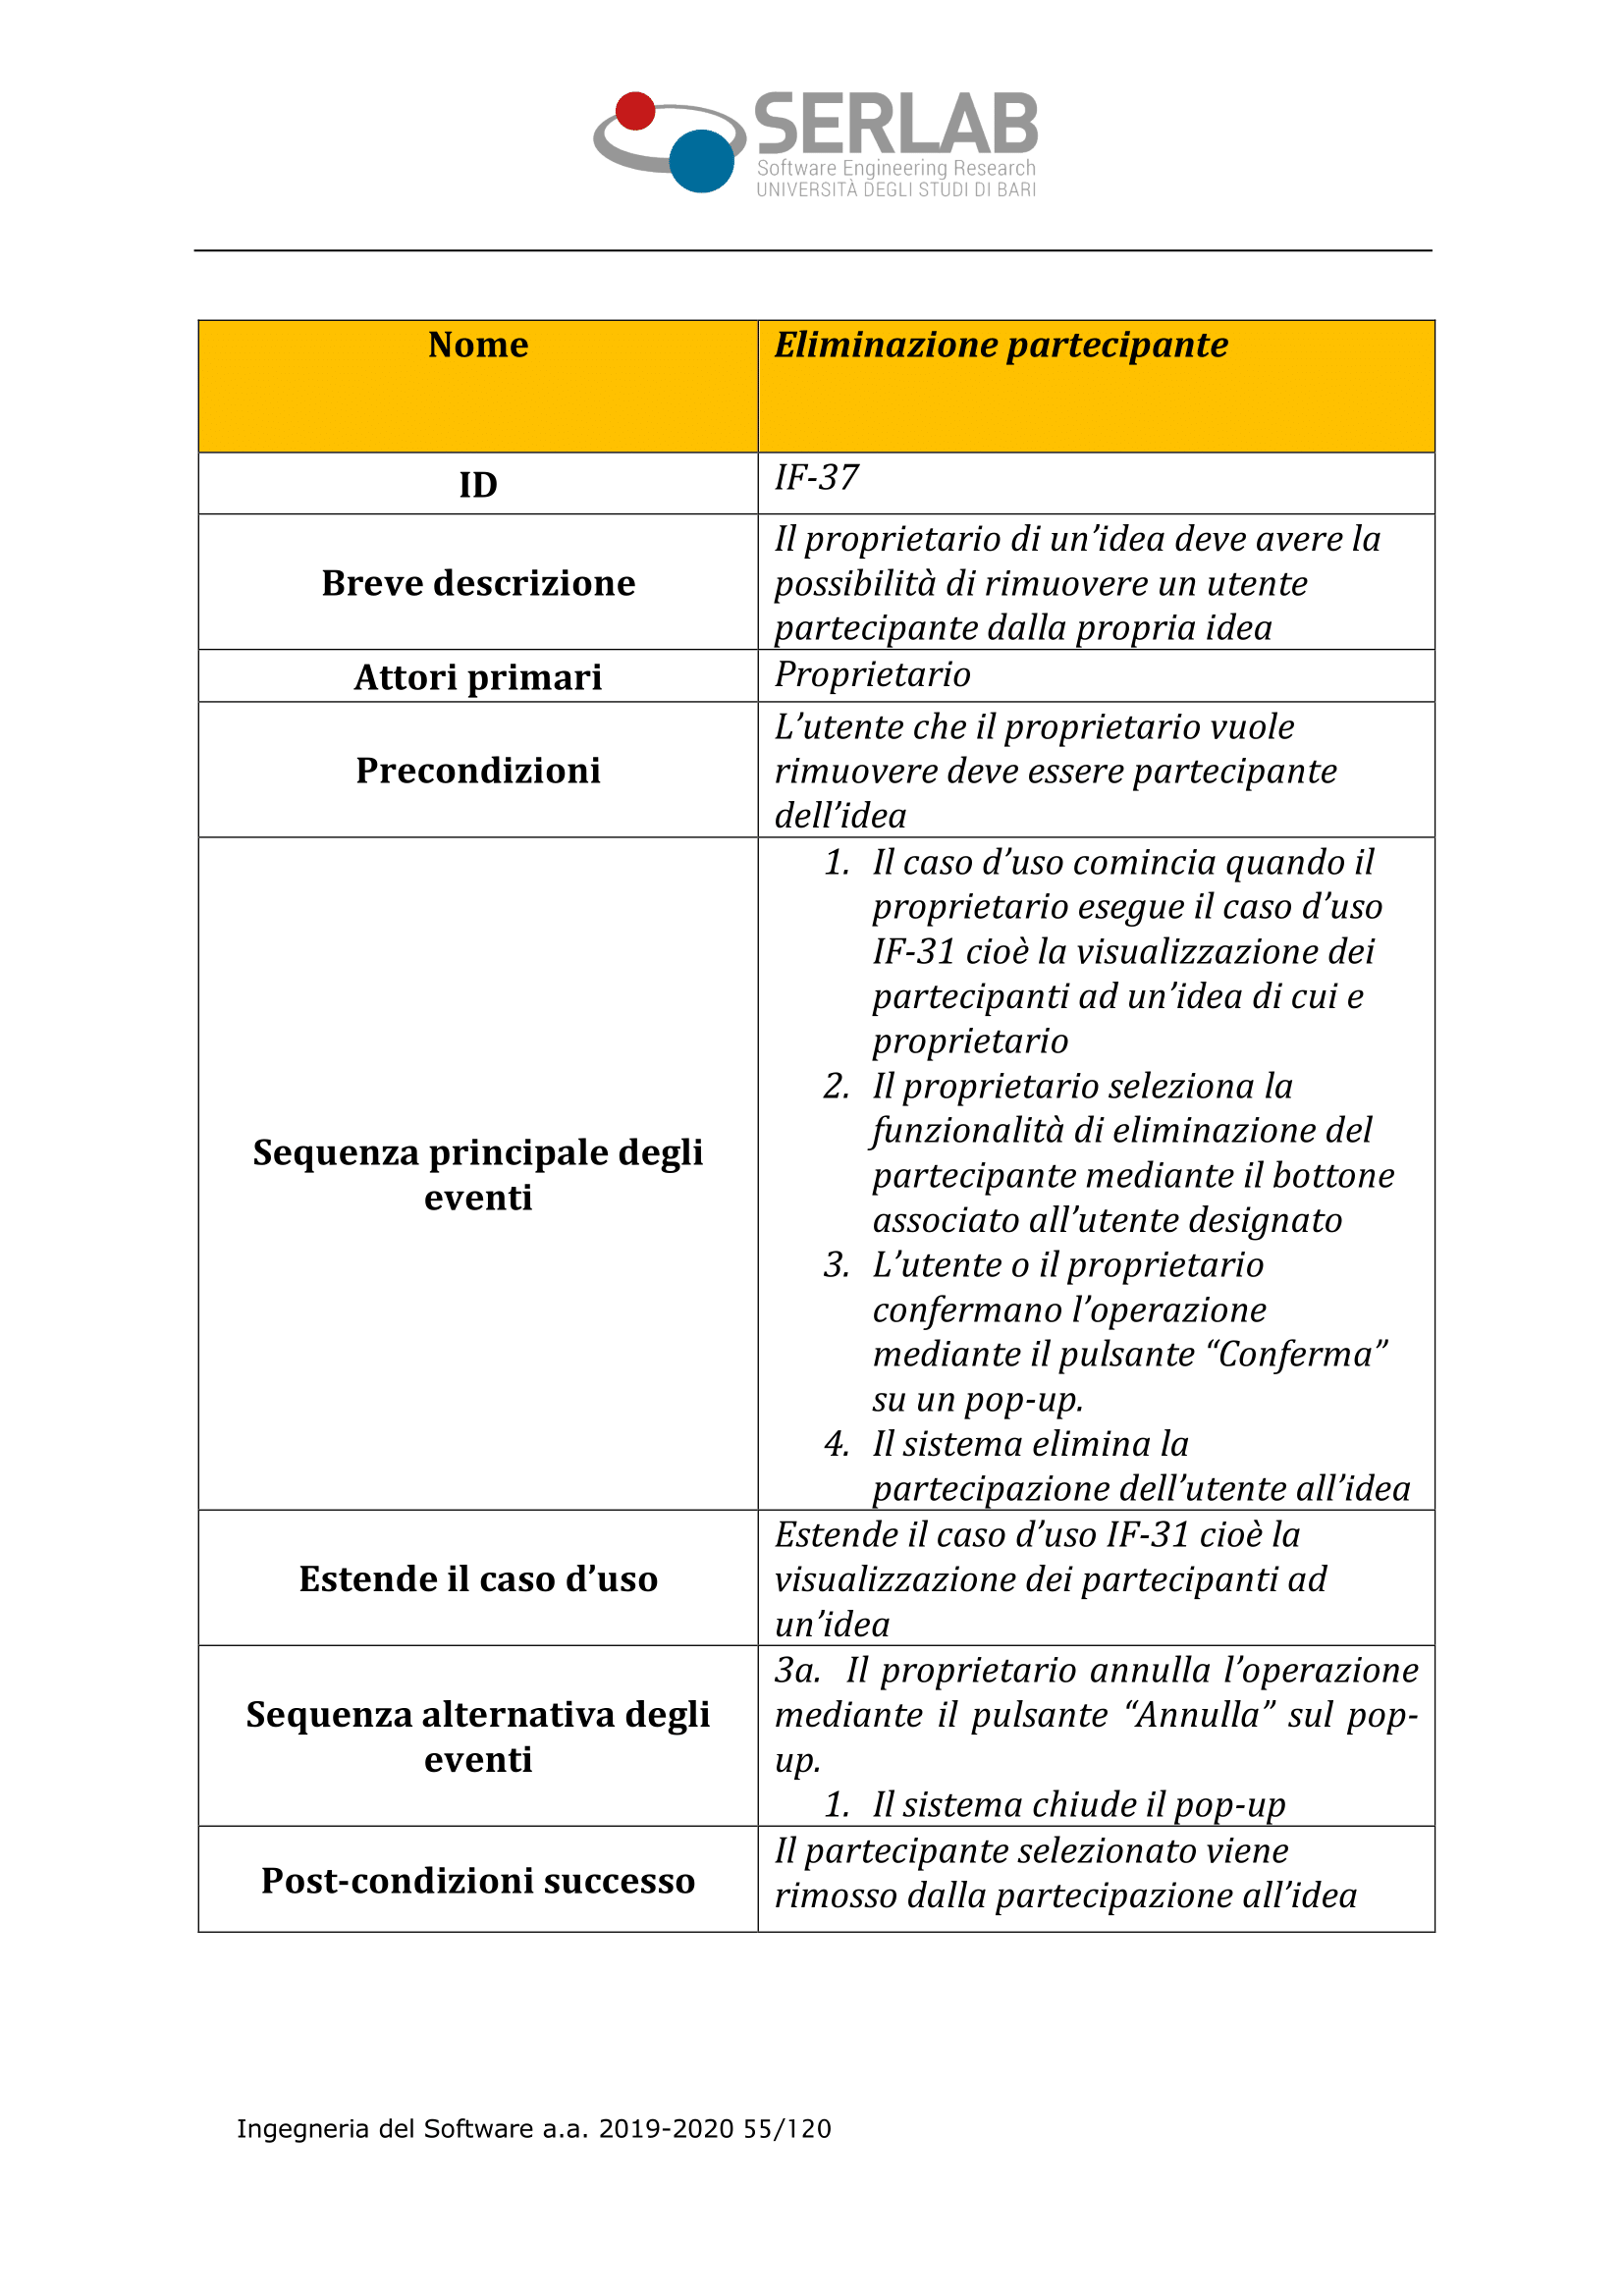 SERLAB
Software Engineering Research
UNIVERSITÀ DEGLI STUDI DI BARI
Nome
Eliminazione partecipante
ID
IF-37
Breve descrizione
Il proprietario di un’idea deve avere la
possibilità di rimuovere un utente
partecipante dalla propria idea
Attori primari
Proprietario
Precondizioni
L’utente che il proprietario vuole
rimuovere deve essere partecipante
dell’idea
Sequenza principale degli
eventi
1. Il caso d’uso comincia quando il
proprietario esegue il caso d’uso
IF-31 cioè la visualizzazione dei
partecipanti ad un’idea di cui e
proprietario
2. Il proprietario seleziona la
funzionalità di eliminazione del
partecipante mediante il bottone
associato all’utente designato
3. L’utente o il proprietario
confermano l’operazione
mediante il pulsante “Conferma”
su un pop-up.
4. Il sistema elimina la
partecipazione dell’utente all’idea
Estende il caso d’uso
Estende il caso d’uso IF-31 cioè la
visualizzazione dei partecipanti ad
un’idea
Sequenza alternativa degli
eventi
3a. Il proprietario annulla l’operazione
mediante il pulsante “Annulla” sul pop-
up.
1. Il sistema chiude il pop-up
Post-condizioni successo
Il partecipante selezionato viene
rimosso dalla partecipazione all’idea
Ingegneria del Software a.a. 2019-2020 55/120